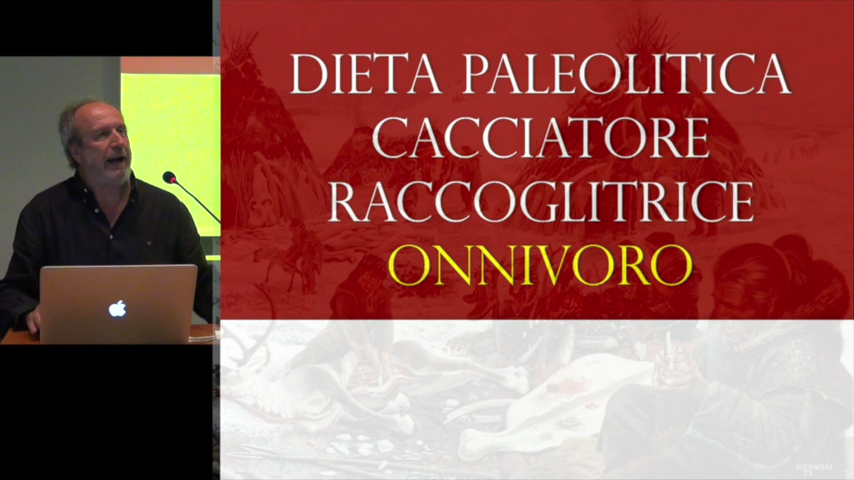 DIETA PALEOLITICA
CACCIATORE
RACCOGLITRICE
ONNIVORO